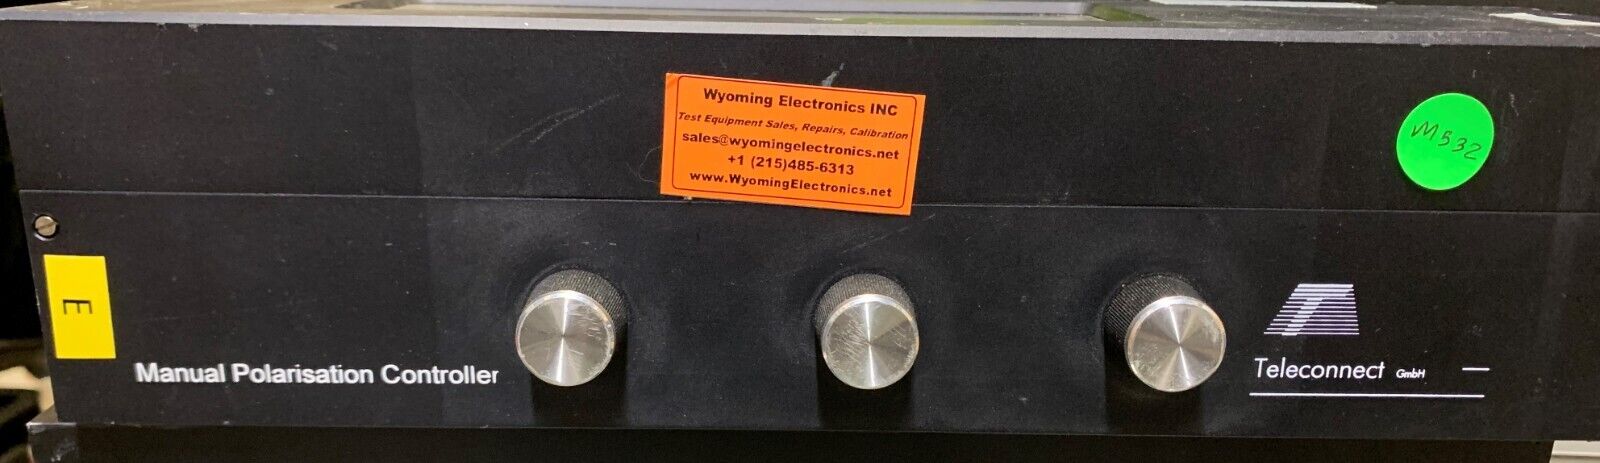 Wyoming Electronics INC
Test Equipment Sales, Repairs, Calibration
sales@wyomingelectronics.net
+1 (215)485-6313
www.WyomingElectronics.net
M532
E
Manual Polarisation Controller
Teleconnect GmbH